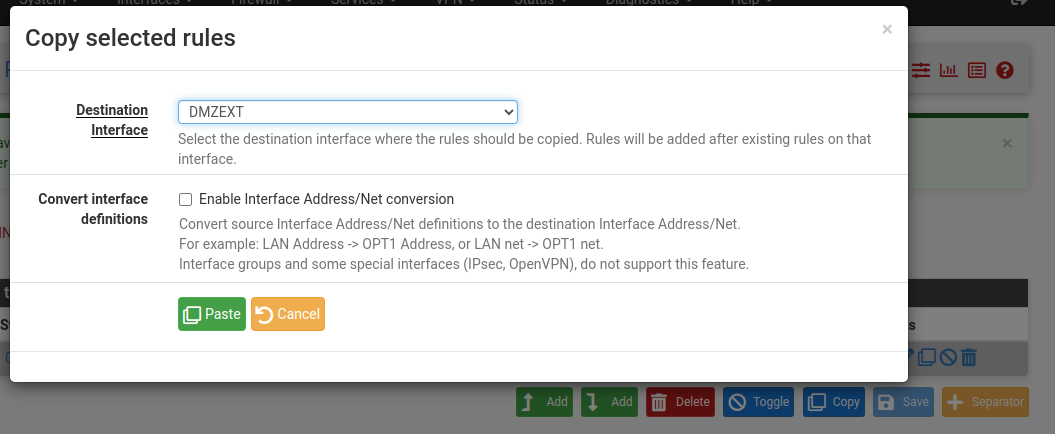 System Interfaces Firewall Services VPN Status Diagnostics Help
Copy selected rules
×
Destination
Interface
DMZEXT
Select the destination interface where the rules should be copied. Rules will be added after existing rules on that
interface.
×
Convert interface
definitions
Enable Interface Address/Net conversion
Convert source Interface Address/Net definitions to the destination Interface Address/Net.
For example: LAN Address -> OPT1 Address, or LAN net -> OPT1 net.
Interface groups and some special interfaces (IPsec, OpenVPN), do not support this feature.
Paste Cancel
Add Add Delete Toggle Copy Save Separator